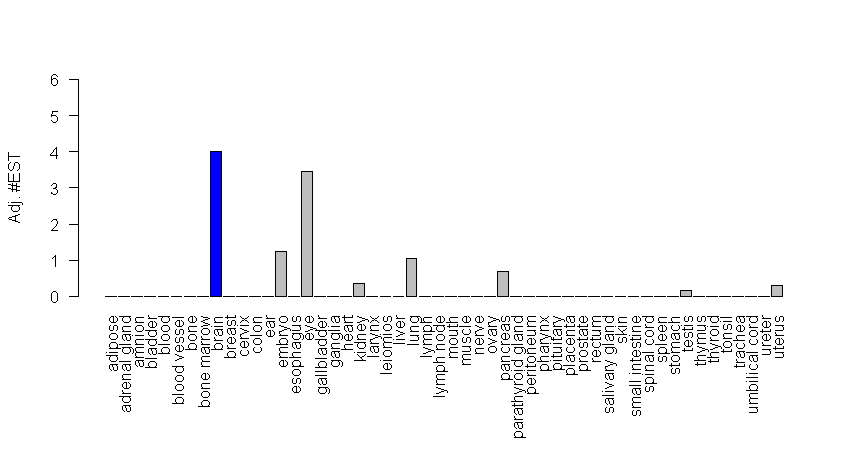 Adj. #EST
6
5
4
3
2
1
0
adipose
adrenal gland
amnion
bladder
blood
blood vessel
bone
bone marrow
brain
breast
cervix
colon
ear
embryo
esophagus
eye
gallbladder
ganglia
heart
kidney
larynx
leiomios
liver
lung
lymph
lymph node
mouth
muscle
nerve
ovary
pancreas
parathyroid gland
peritoneum
pharynx
pituitary
placenta
prostate
rectum
salivary gland
skin
small intestine
spinal cord
spleen
stomach
testis
thymus
thyroid
tonsil
trachea
umbilical cord
ureter
uterus